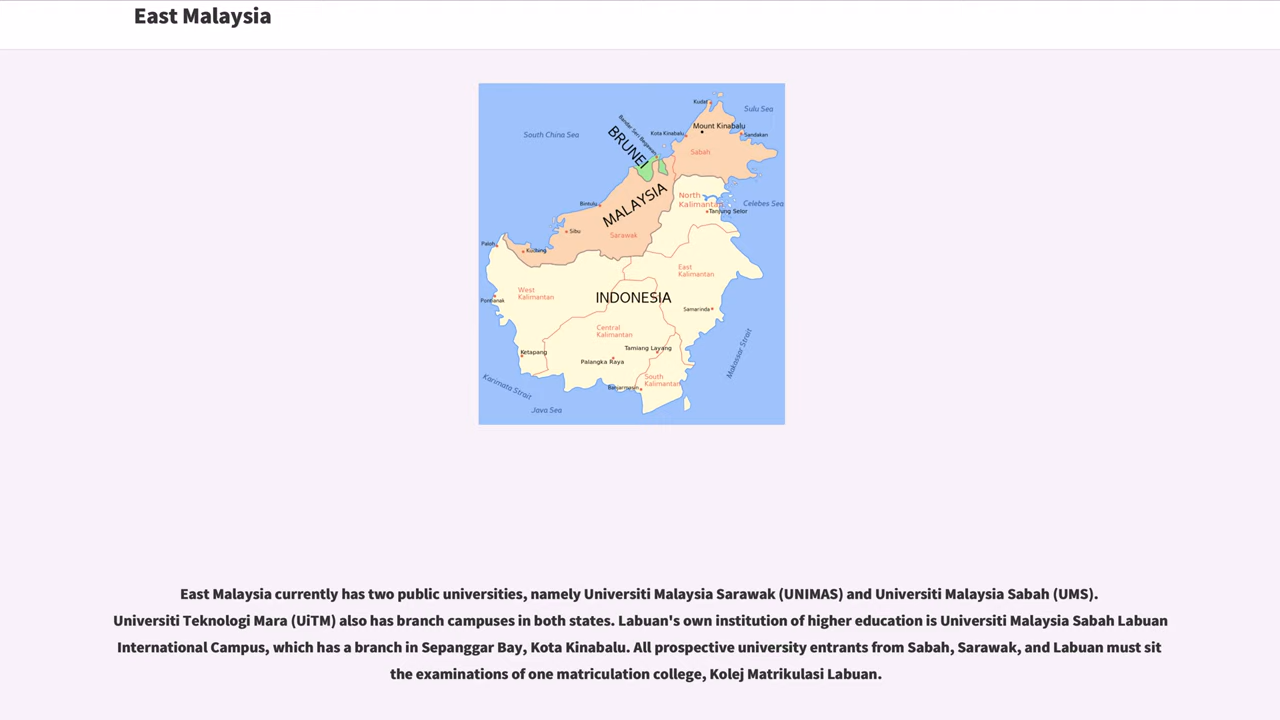 East Malaysia
Kudat
Sulu Sea
Mount Kinabalu
Bandar Seri Begawan
South China Sea
Kota Kinabalu
Sandakan
BRUNEI
Sabah
MALAYSIA
North
Kalimantan
Bintulu
Celebes Sea
Tanjung Selor
Sibu
Sarawak
Paloh
Kuching
East
Kalimantan
West
Kalimantan
Pontianak
INDONESIA
Samarinda
Central
Kalimantan
Makassar Strait
Tamiang Layang
Ketapang
Palangka Raya
South
Kalimantan
Karimata Strait
Banjarmasin
Java Sea
East Malaysia currently has two public universities, namely Universiti Malaysia Sarawak (UNIMAS) and Universiti Malaysia Sabah (UMS).
Universiti Teknologi Mara (UiTM) also has branch campuses in both states. Labuan's own institution of higher education is Universiti Malaysia Sabah Labuan
International Campus, which has a branch in Sepanggar Bay, Kota Kinabalu. All prospective university entrants from Sabah, Sarawak, and Labuan must sit
the examinations of one matriculation college, Kolej Matrikulasi Labuan.